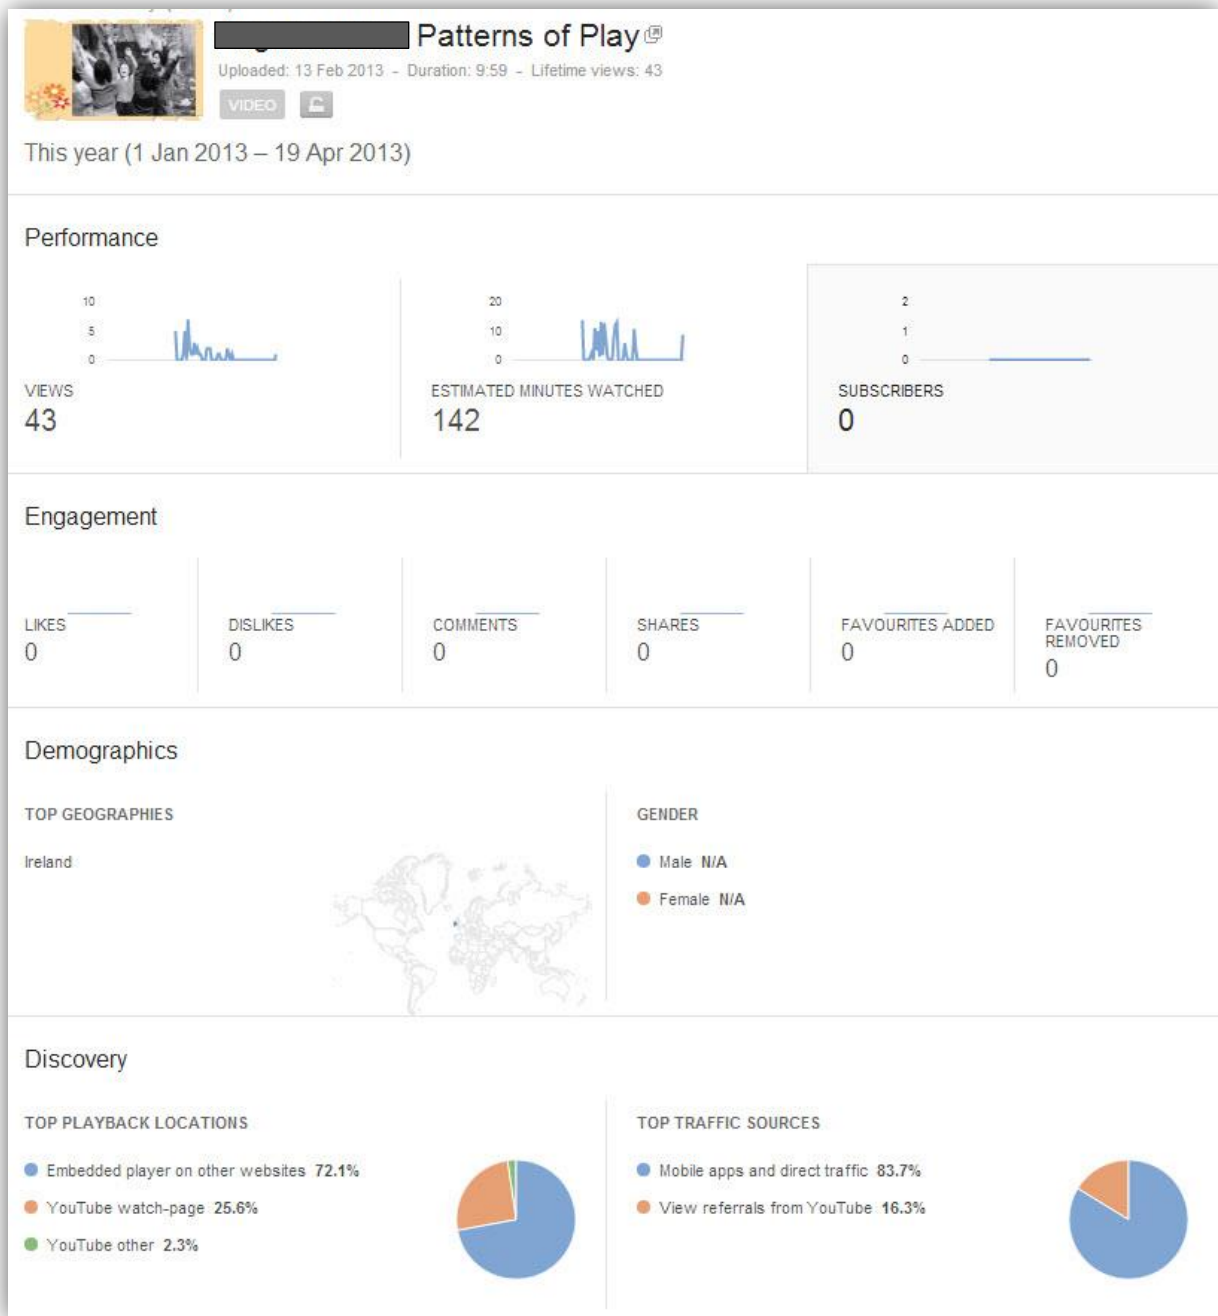 Patterns of Play
Uploaded: 13 Feb 2013 - Duration: 9:59 - Lifetime views: 43
VIDEO
This year (1 Jan 2013 – 19 Apr 2013)
Performance
10
5
0
VIEWS
43
20
10
0
ESTIMATED MINUTES WATCHED
142
2
1
0
SUBSCRIBERS
0
Engagement
LIKES
0
DISLIKES
0
COMMENTS
0
SHARES
0
FAVOURITES ADDED
0
FAVOURITES
REMOVED
0
Demographics
TOP GEOGRAPHIES
Ireland
GENDER
Male N/A
Female N/A
Discovery
TOP PLAYBACK LOCATIONS
Embedded player on other websites 72.1%
YouTube watch-page 25.6%
YouTube other 2.3%
TOP TRAFFIC SOURCES
Mobile apps and direct traffic 83.7%
View referrals from YouTube 16.3%